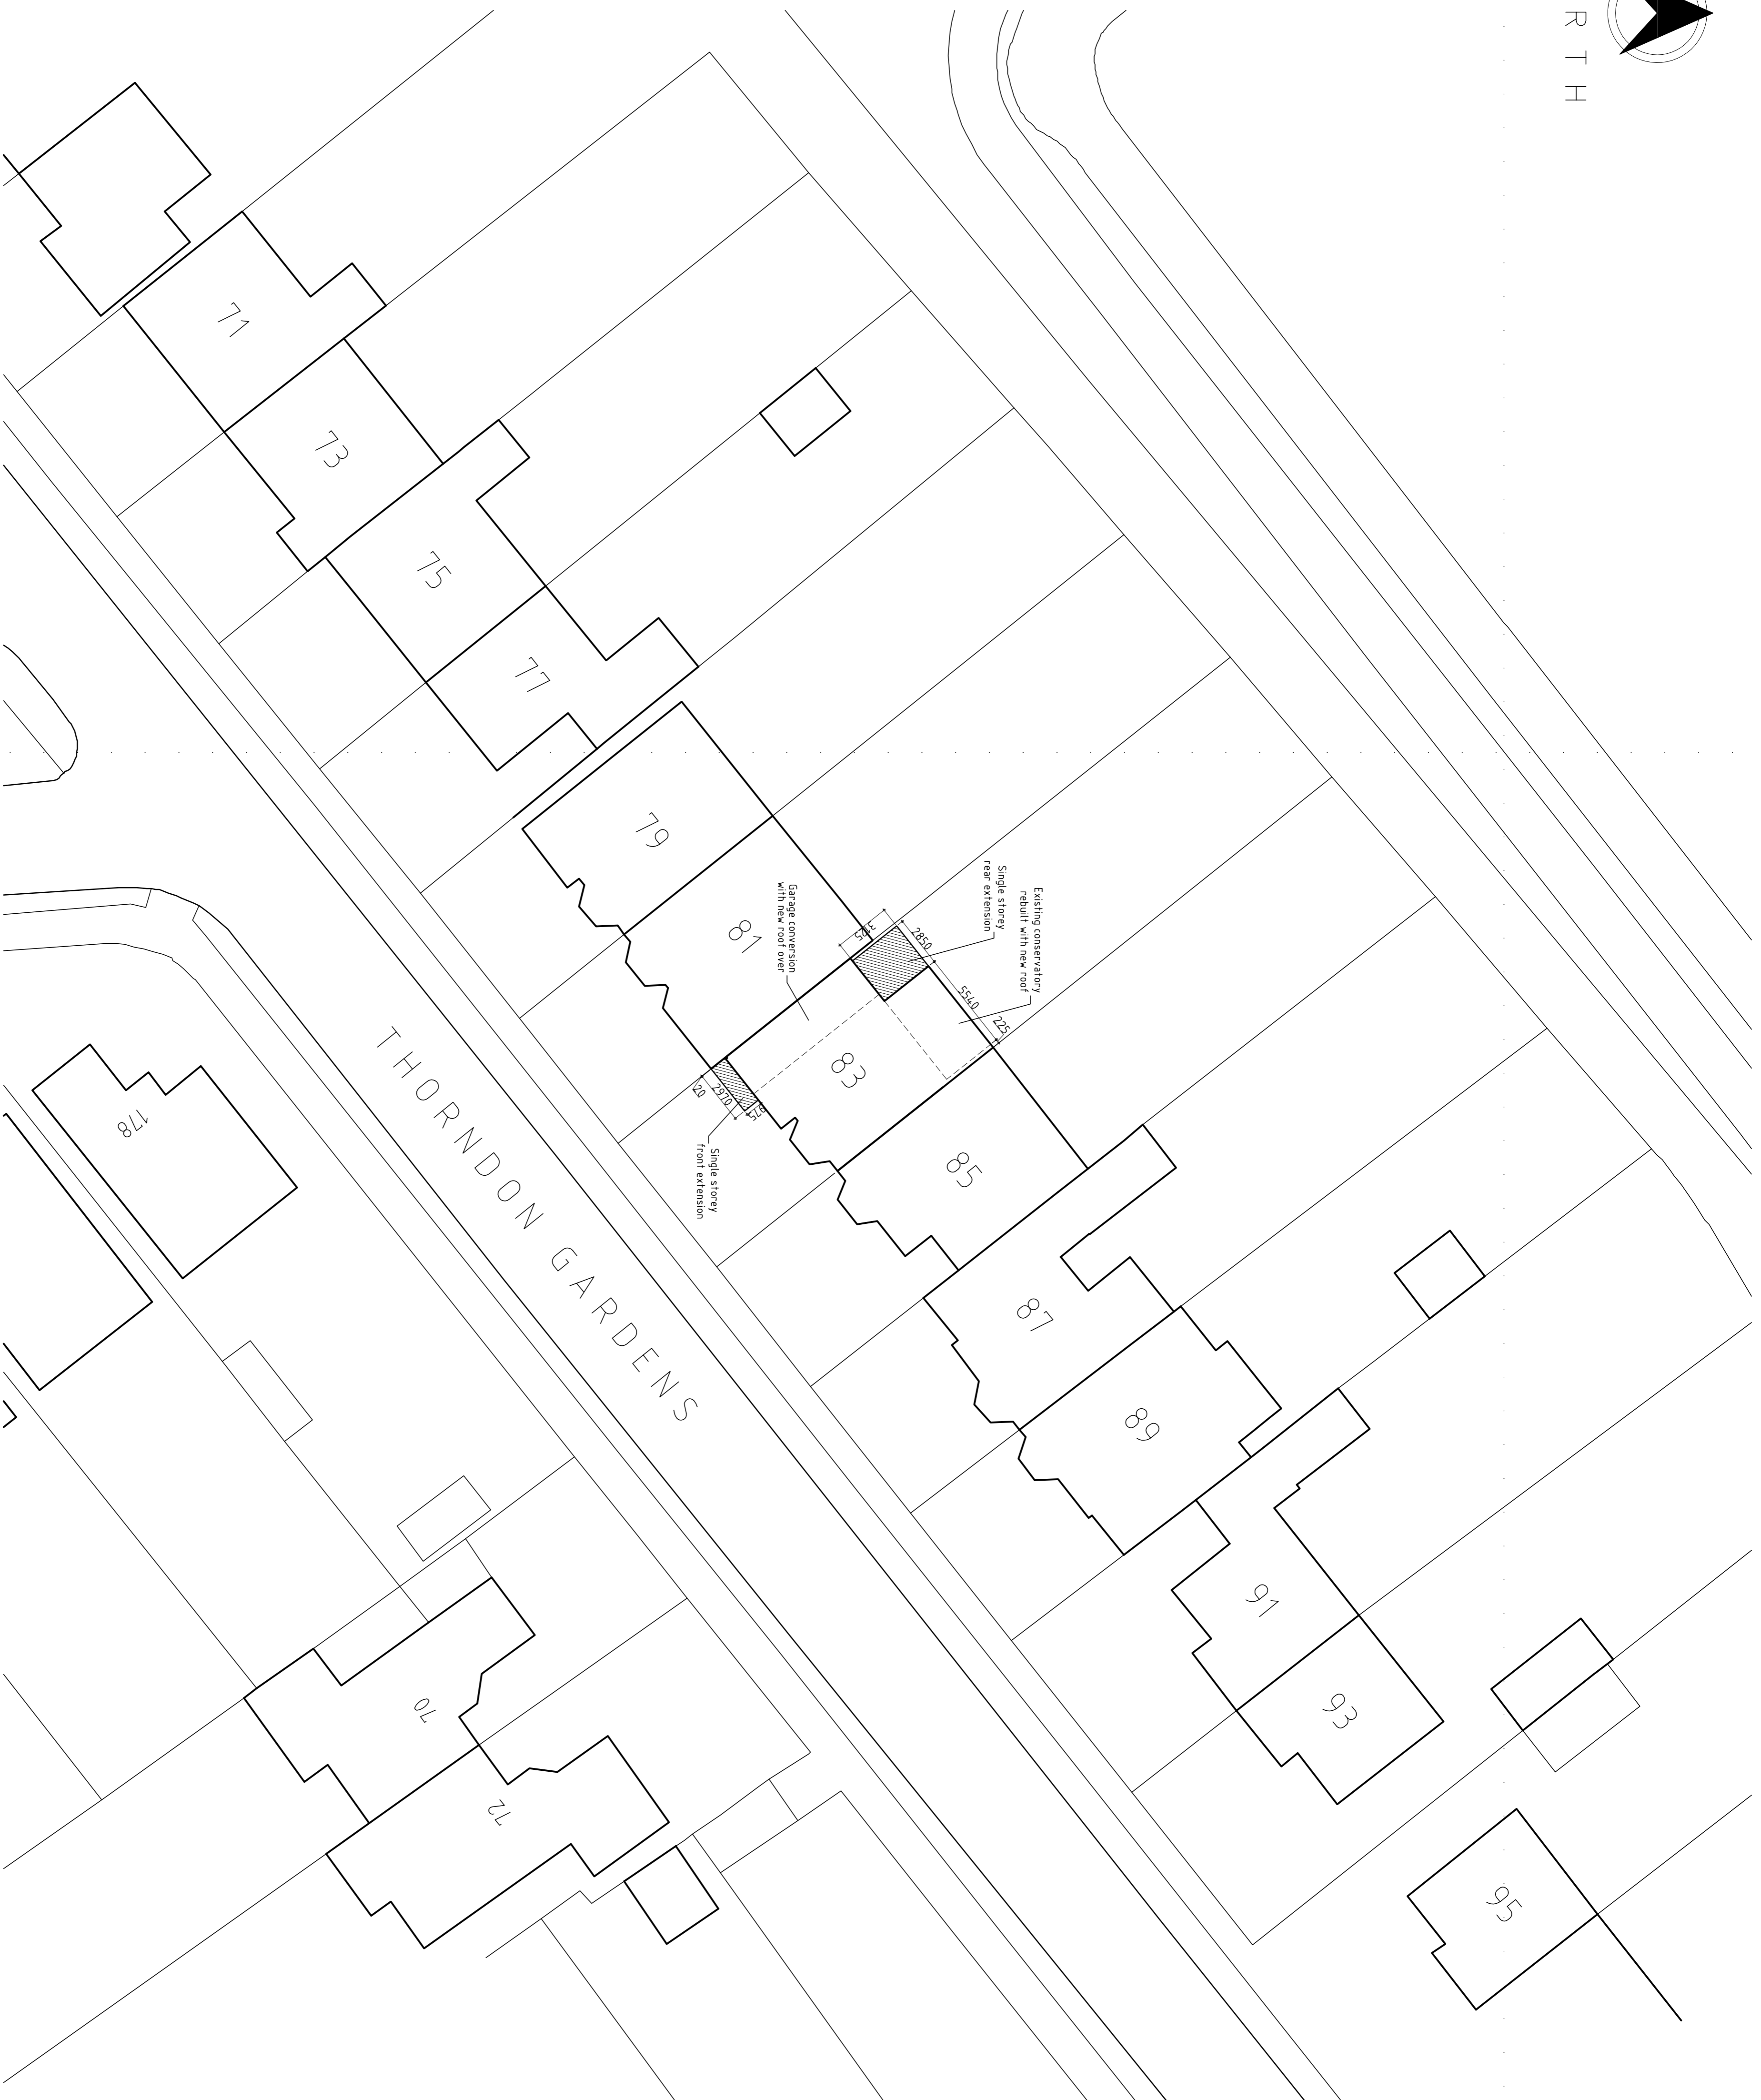 RTH
71
73
75
77
79
81
83
85
87
89
91
93
95
Single storey
rear extension
Existing conservatory
rebuilt with new roof
Garage conversion
with new roof over
2850
5540
225
20
2970
Single storey
front extension
THORNDON GARDENS
178
70
72